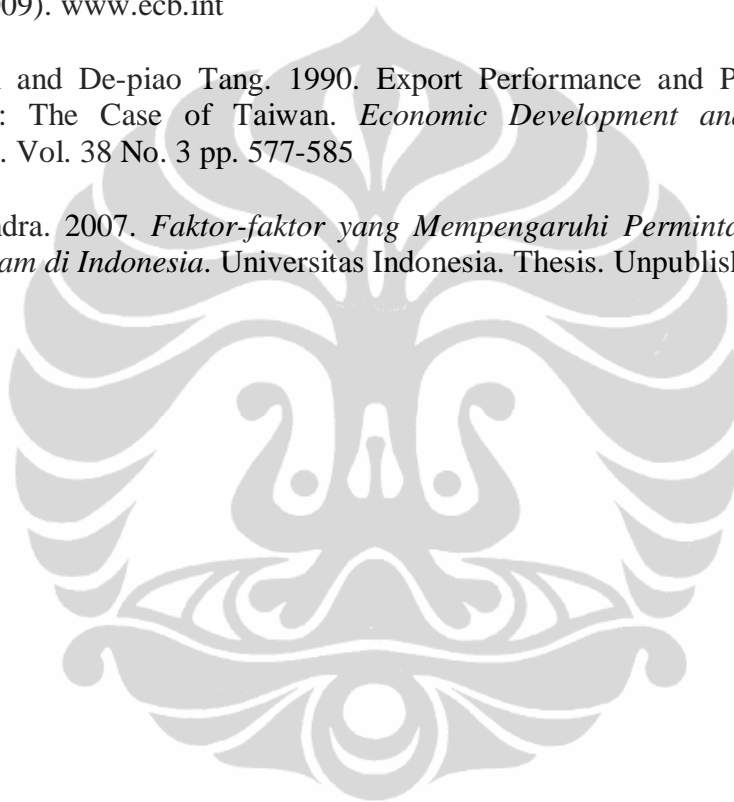 09). www.ecb.int
and De-piao Tang. 1990. Export Performance and P
: The Case of Taiwan. Economic Development and
. Vol. 38 No. 3 pp. 577-585
ndra. 2007. Faktor-faktor yang Mempengaruhi Perminta
am di Indonesia. Universitas Indonesia. Thesis. Unpublish